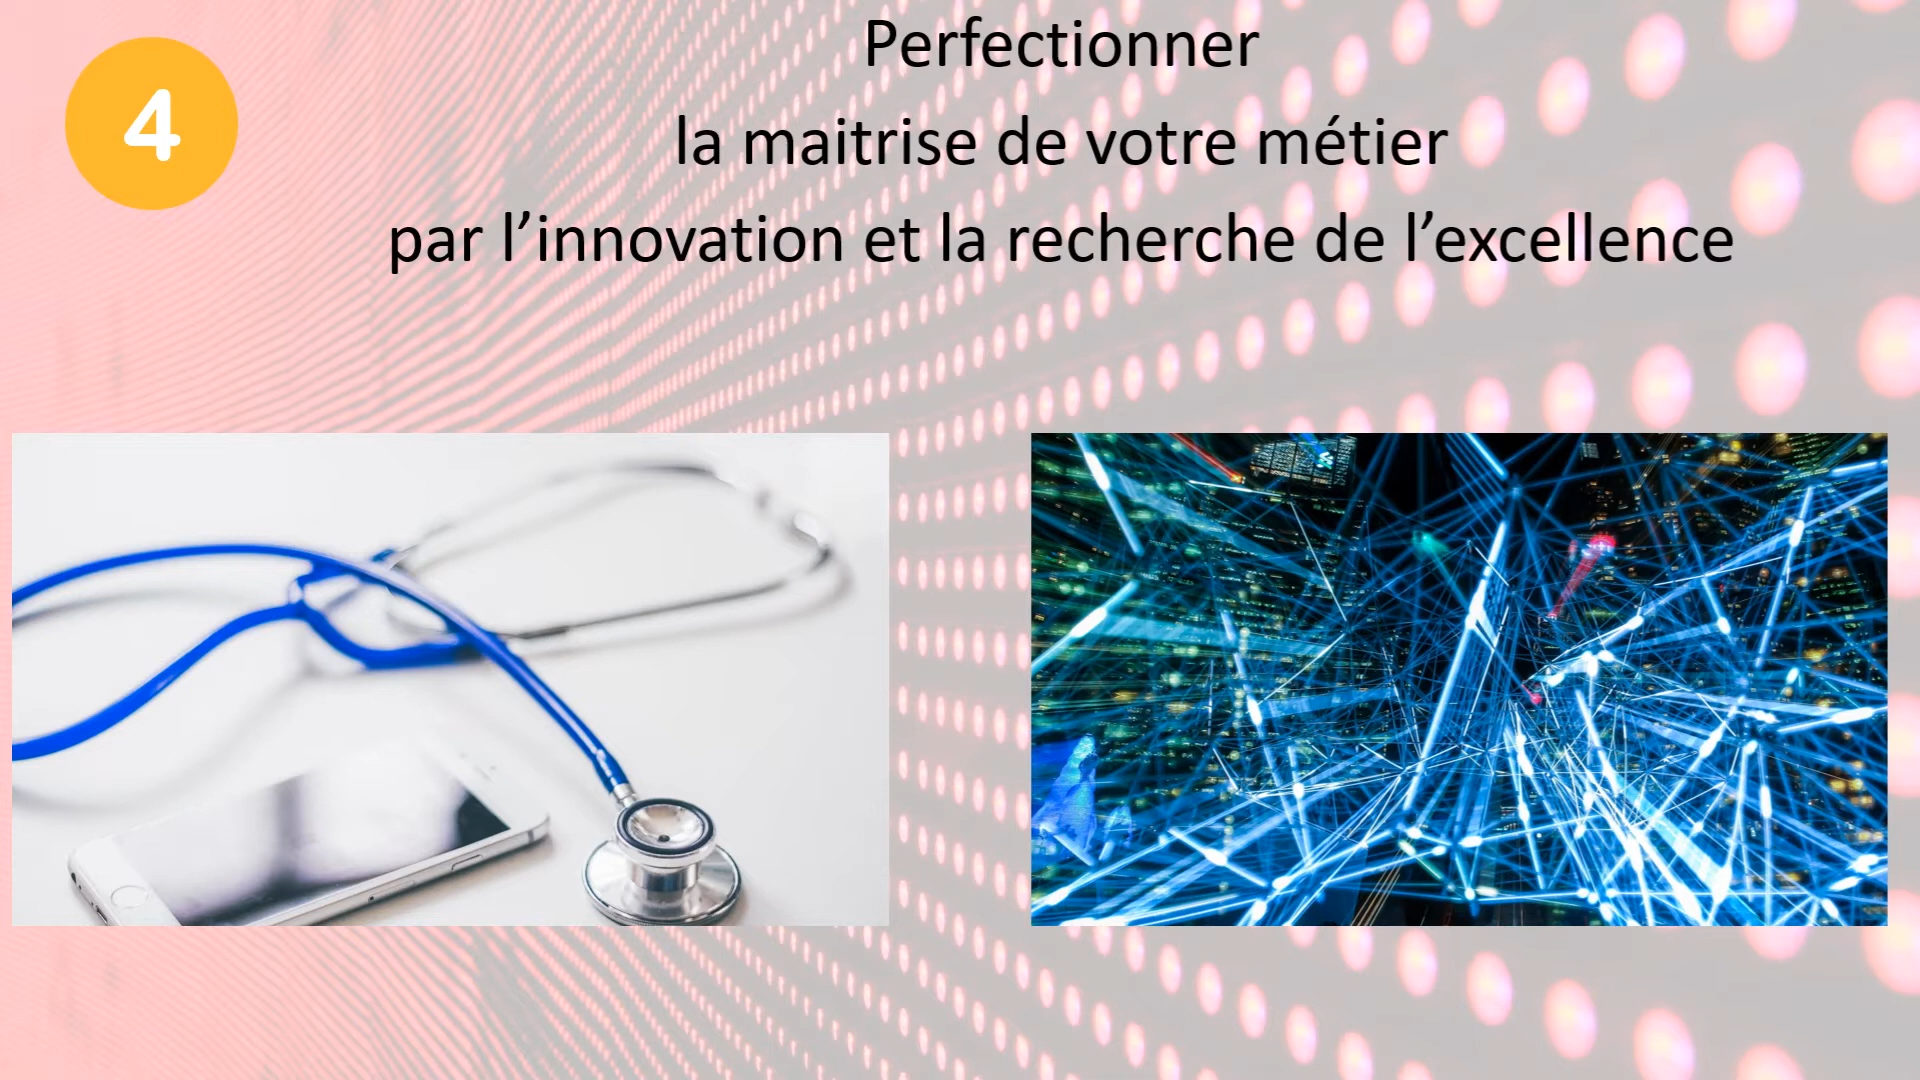 4
Perfectionner
la maitrise de votre métier
par l’innovation et la recherche de l’excellence